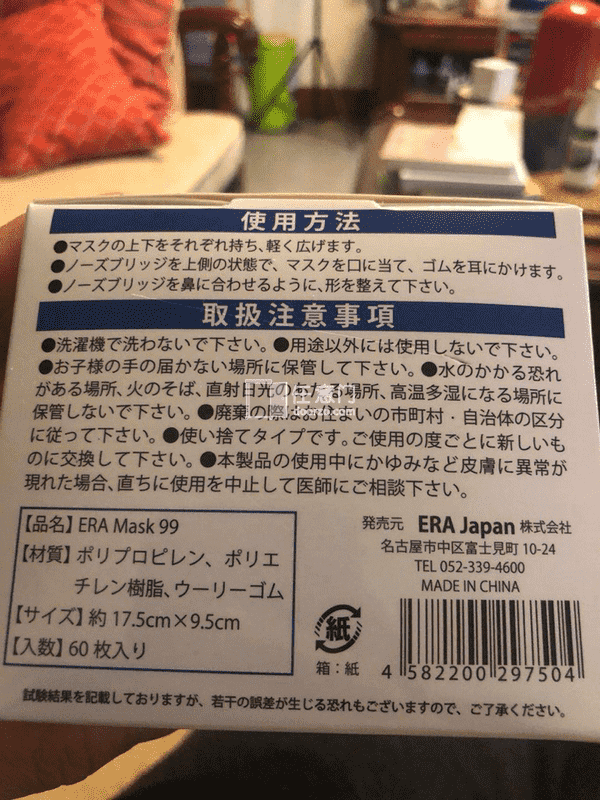 使用方法
●マスクの上下をそれぞれ持ち、軽く広げます。
●ノーズブリッジを上側の状態で、マスクを口に当て、ゴムを耳にかけます。
●ノーズブリッジを鼻に合わせるように、形を整えて下さい。
取扱注意事項
●洗濯機で洗わないで下さい。●用途以外には使用しないで下さい。
●お子様の手の届かない場所に保管して下さい。●水のかかる恐れ
がある場所、火のそば、直射日光のあたる場所、高温多湿になる場所に
保管しないで下さい。●廃棄の際はお住まいの市町村・自治体の区分
に従って下さい。●使い捨てタイプです。ご使用の度ごとに新しいも
のに交換して下さい。●本製品の使用中にかゆみなど皮膚に異常が
現れた場合、直ちに使用を中止して医師にご相談下さい。
【品名】ERA Mask 99
【材質】ポリプロピレン、ポリエ
チレン樹脂、ウーリーゴム
【サイズ】約 17.5cm×9.5cm
【入数】60 枚入り
発売元 ERA Japan 株式会社
名古屋市中区富士見町 10-24
TEL 052-339-4600
MADE IN CHINA
紙
箱:紙
4 582200 297504
試験結果を記載しておりますが、若干の誤差が生じる恐れもございますので、ご了承ください。